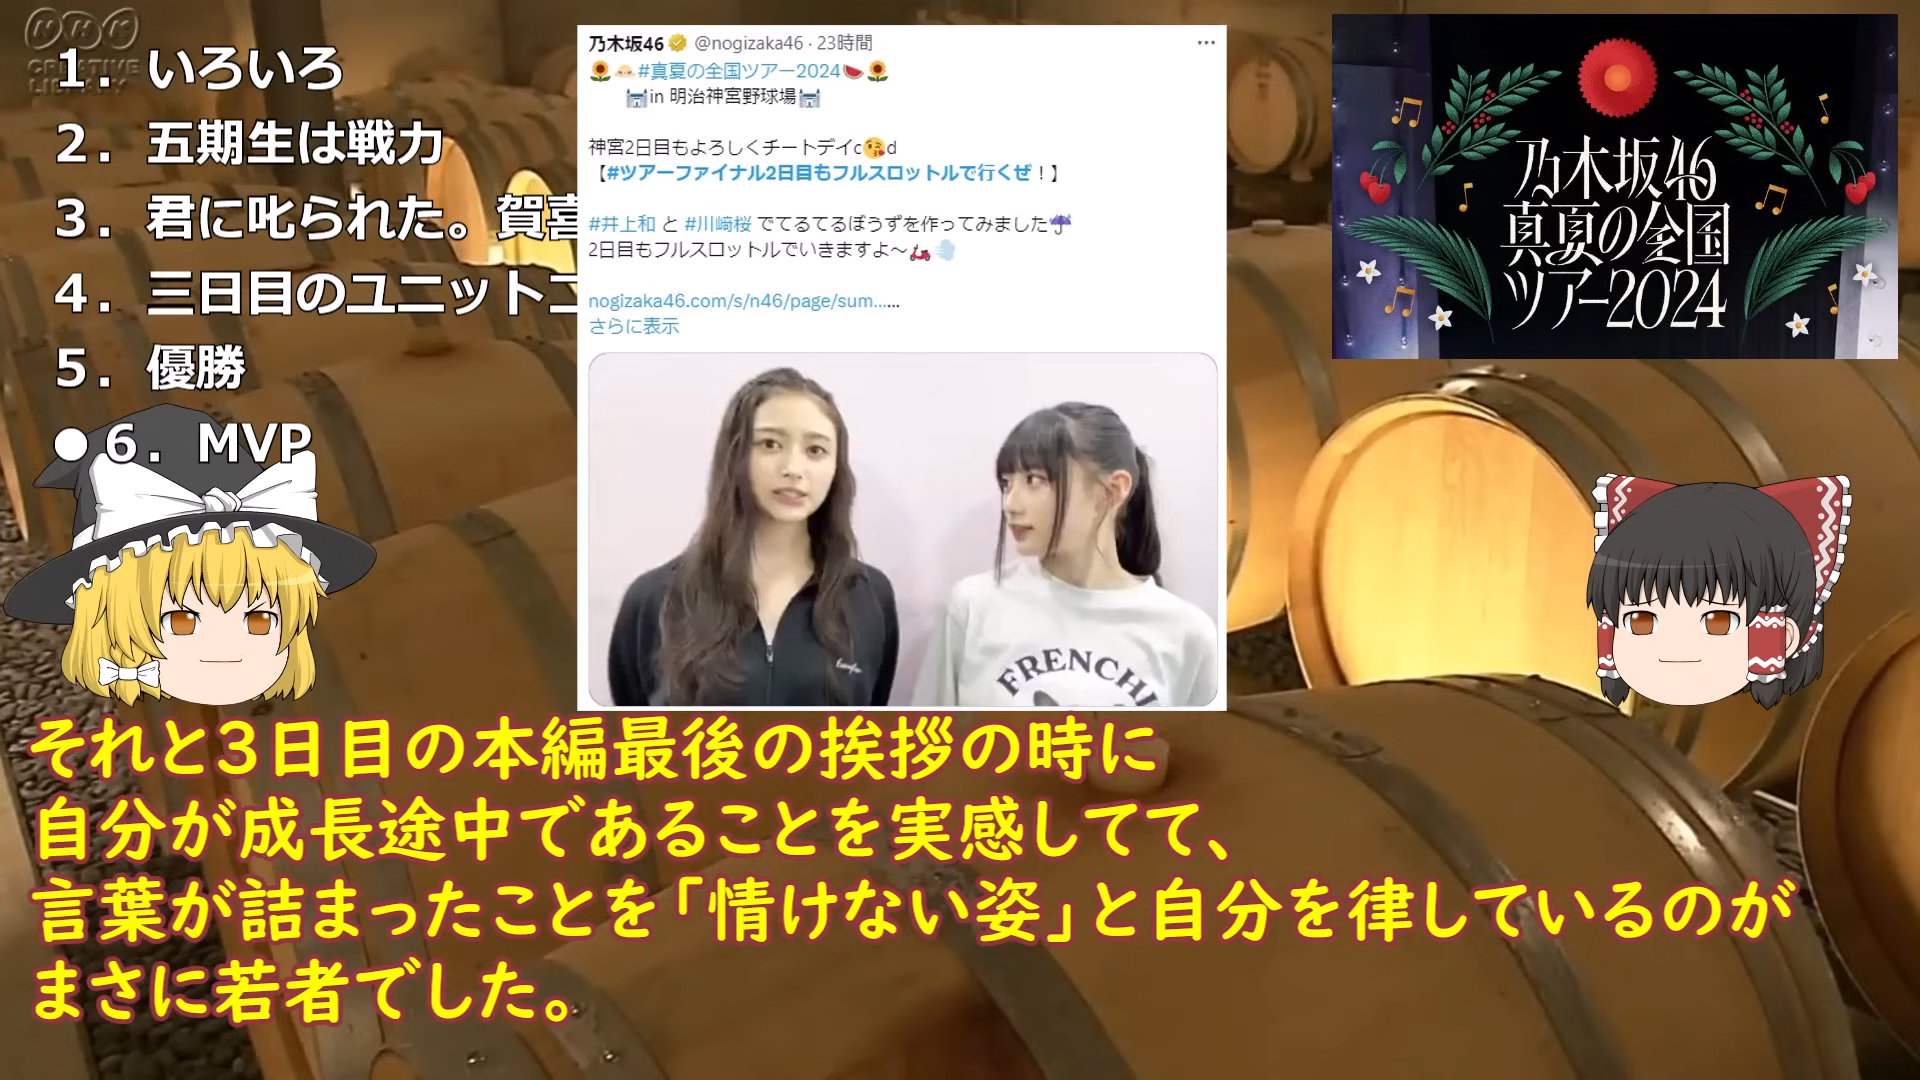 NHK
CREATIVE
LIBRARY
1．いろいろ
2．五期生は戦力
3．君に叱られた。賀喜
4．三日目のユニットコ
5．優勝
●6．MVP
乃木坂46 @nogizaka46 · 23時間
#真夏の全国ツアー2024
in 明治神宮野球場
神宮2日目もよろしくチートデイc😘d
【#ツアーファイナル2日目もフルスロットルで行くぜ！】
#井上和 と #川﨑桜 でてるてるぼうずを作ってみました☔
2日目もフルスロットルでいきますよ〜🛵💨
nogizaka46.com/s/n46/page/sum......
さらに表示
FRENCH
乃木坂46
真夏の全国
ツアー2024
それと３日目の本編最後の挨拶の時に
自分が成長途中であることを実感してて、
言葉が詰まったことを「情けない姿」と自分を律しているのが
まさに若者でした。